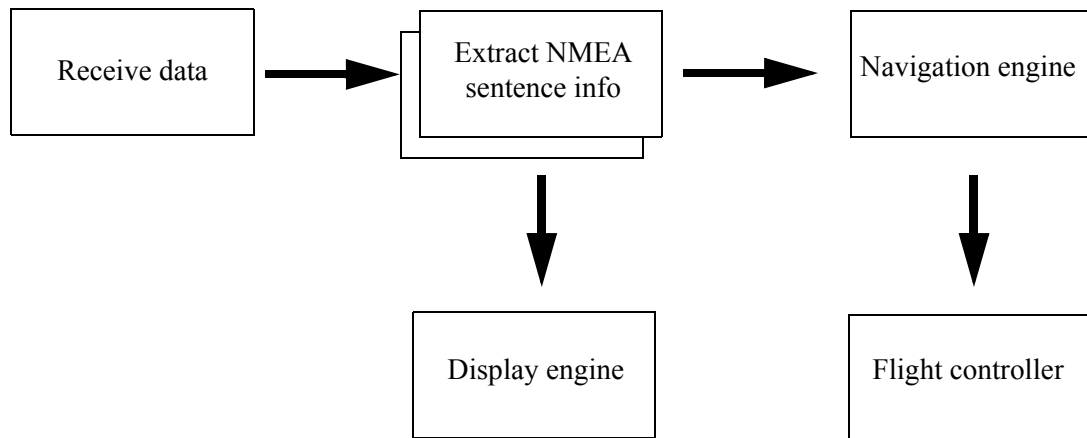 Receive data
Extract NMEA
sentence info
Navigation engine
Display engine
Flight controller